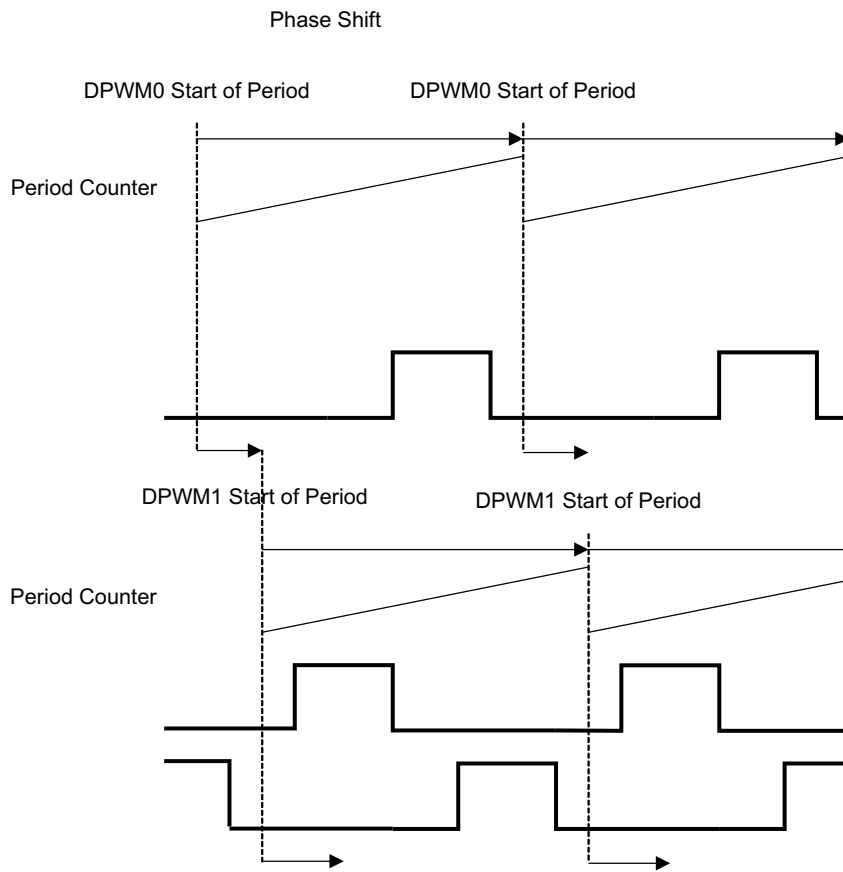 Phase Shift
DPWM0 Start of Period
DPWM0 Start of Period
Period Counter
DPWM1 Start of Period
DPWM1 Start of Period
Period Counter